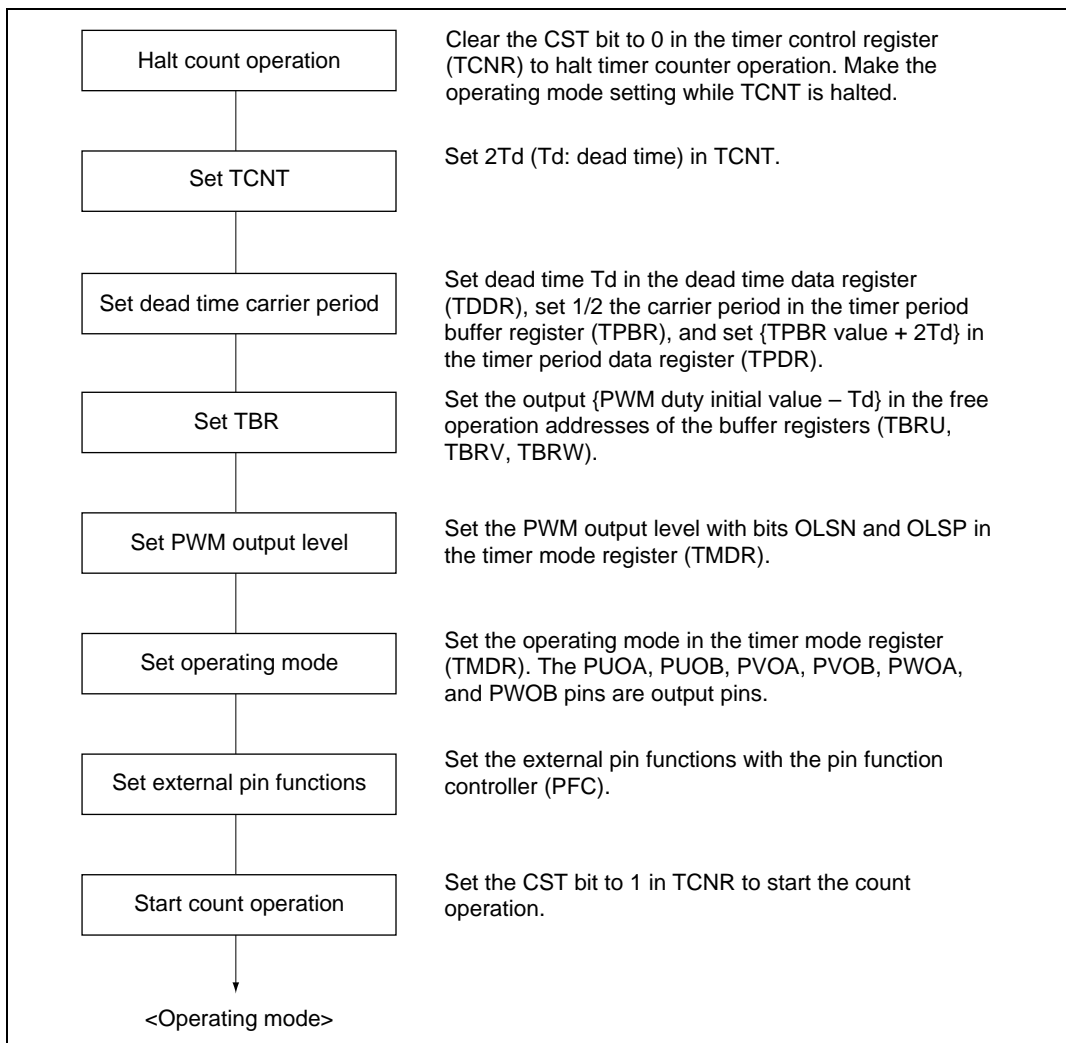 Halt count operation
Clear the CST bit to 0 in the timer control register
(TCNR) to halt timer counter operation. Make the
operating mode setting while TCNT is halted.
Set TCNT
Set 2Td (Td: dead time) in TCNT.
Set dead time carrier period
Set dead time Td in the dead time data register
(TDDR), set 1/2 the carrier period in the timer period
buffer register (TPBR), and set {TPBR value + 2Td} in
the timer period data register (TPDR).
Set TBR
Set the output {PWM duty initial value – Td} in the free
operation addresses of the buffer registers (TBRU,
TBRV, TBRW).
Set PWM output level
Set the PWM output level with bits OLSN and OLSP in
the timer mode register (TMDR).
Set operating mode
Set the operating mode in the timer mode register
(TMDR). The PUOA, PUOB, PVOA, PVOB, PWOA,
and PWOB pins are output pins.
Set external pin functions
Set the external pin functions with the pin function
controller (PFC).
Start count operation
Set the CST bit to 1 in TCNR to start the count
operation.
<Operating mode>